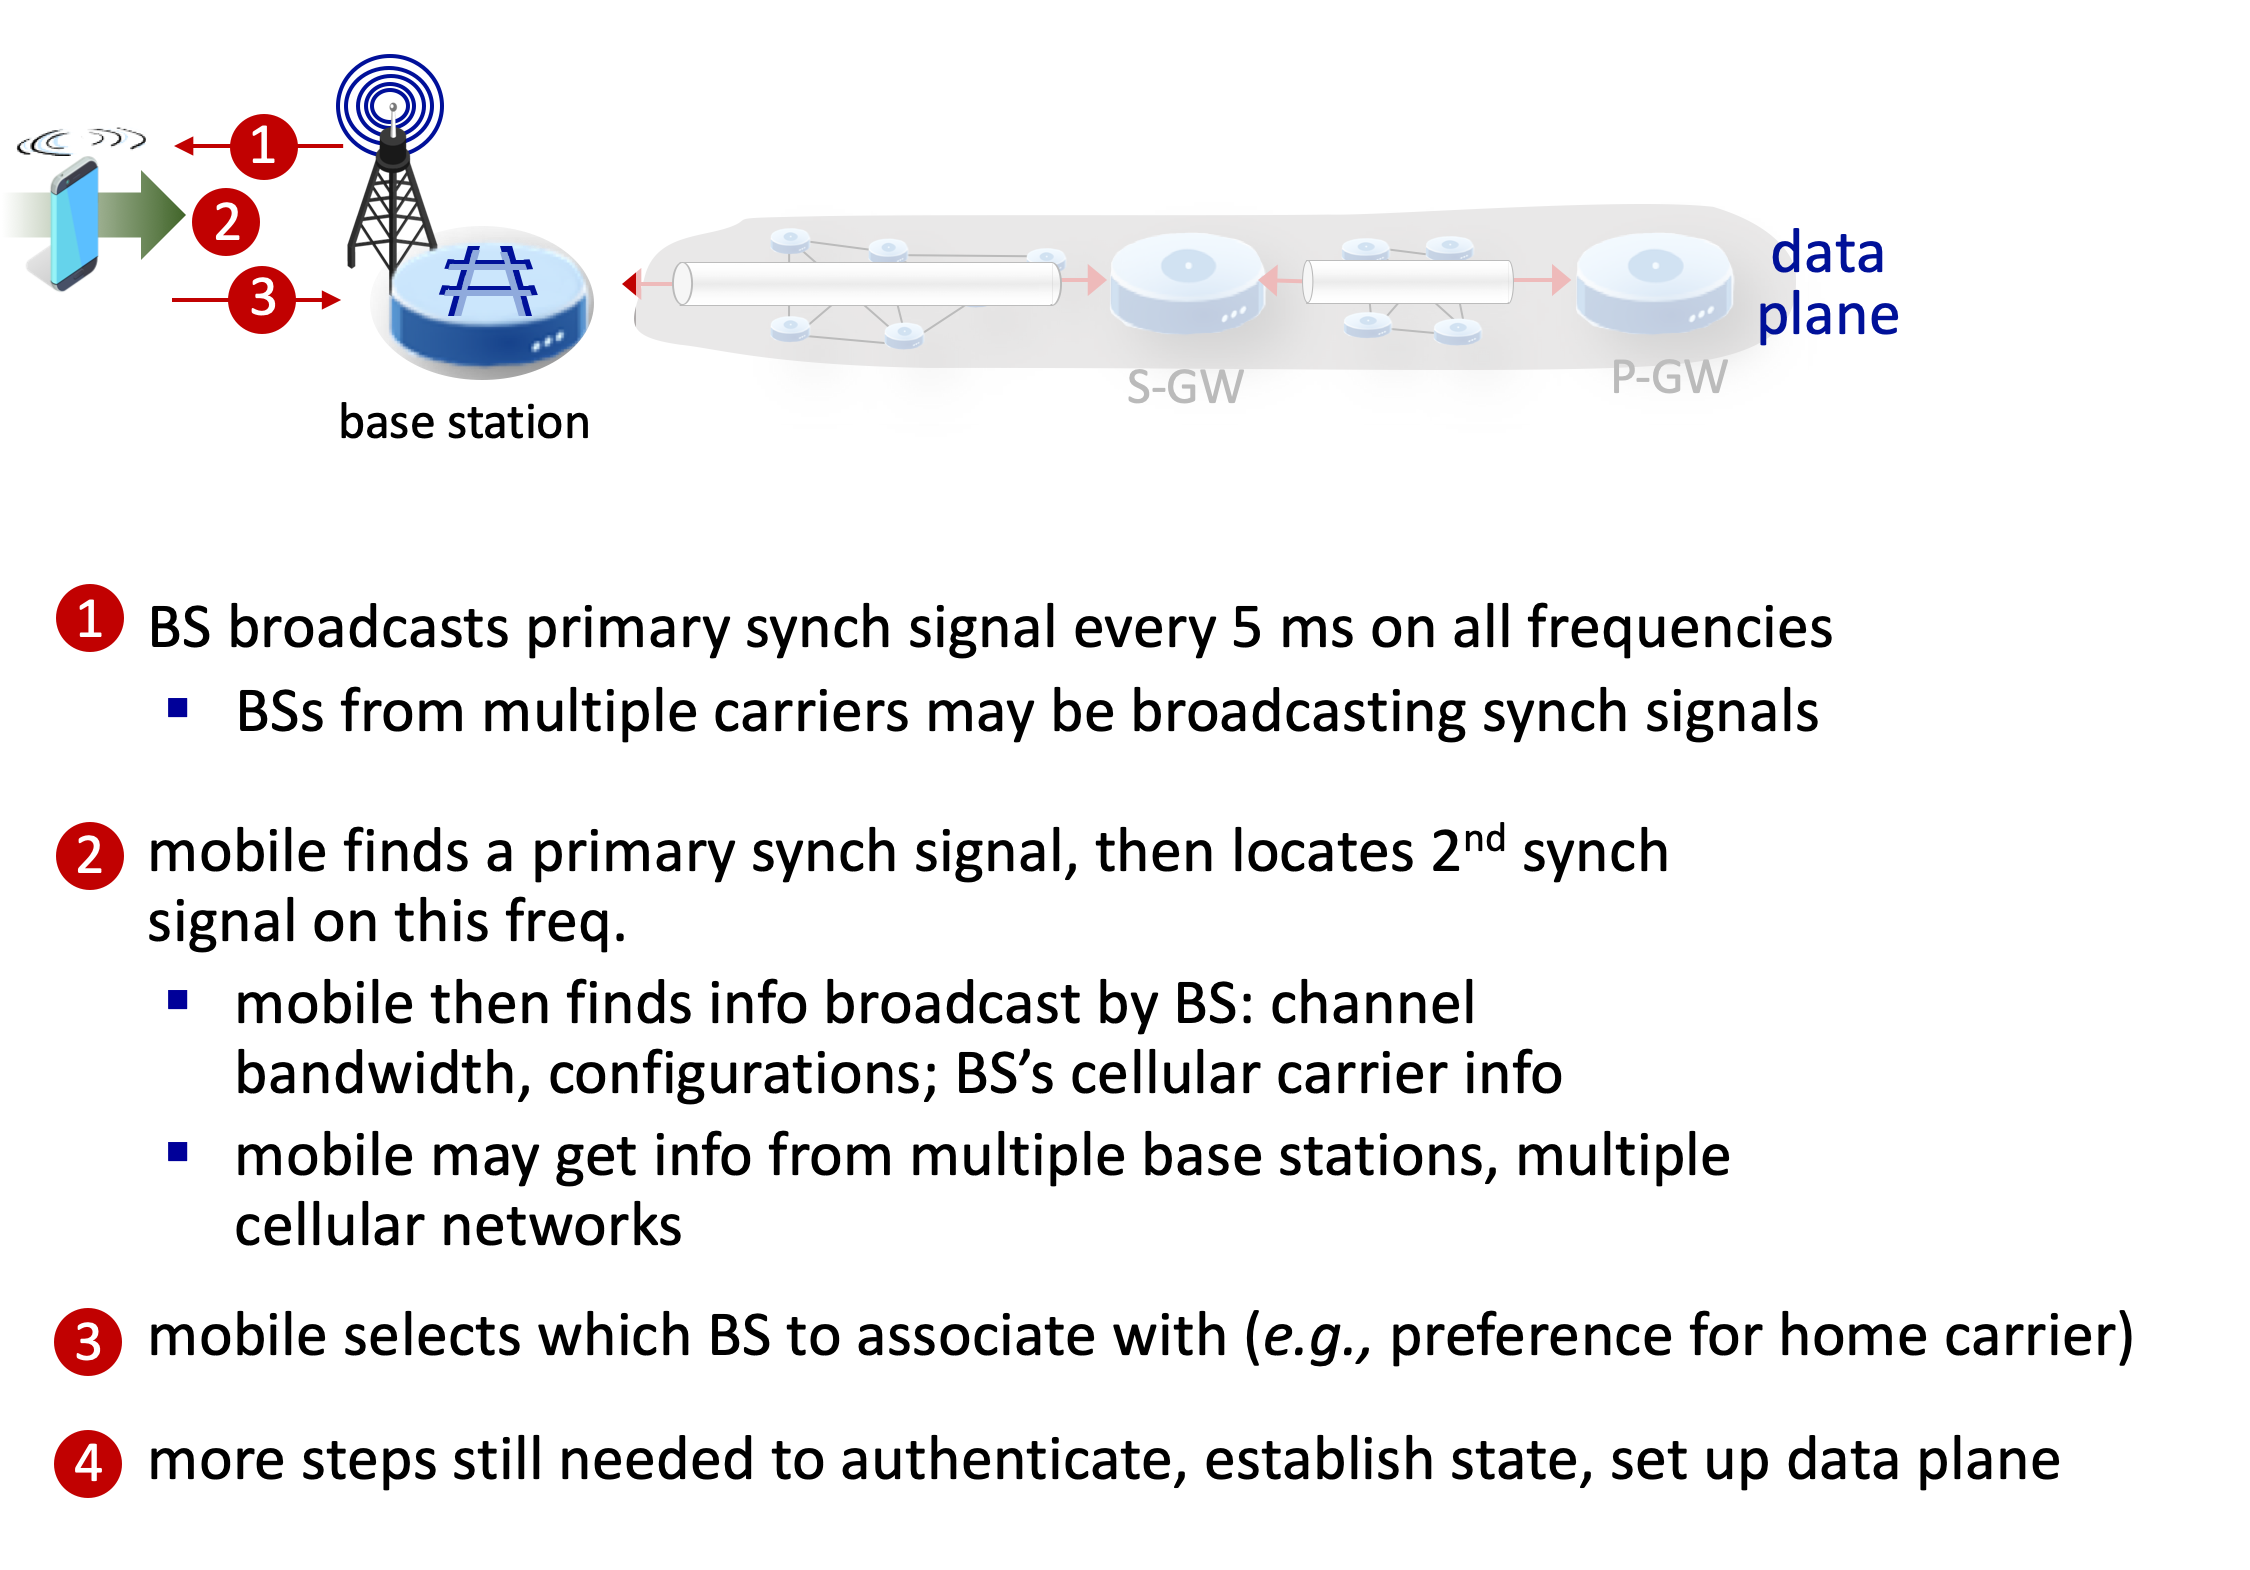 1
2
3
base station
S-GW
P-GW
data
plane
1 BS broadcasts primary synch signal every 5 ms on all frequencies
▪ BSs from multiple carriers may be broadcasting synch signals
2 mobile finds a primary synch signal, then locates 2nd synch
signal on this freq.
▪ mobile then finds info broadcast by BS: channel
bandwidth, configurations; BS’s cellular carrier info
▪ mobile may get info from multiple base stations, multiple
cellular networks
3 mobile selects which BS to associate with (e.g., preference for home carrier)
4 more steps still needed to authenticate, establish state, set up data plane